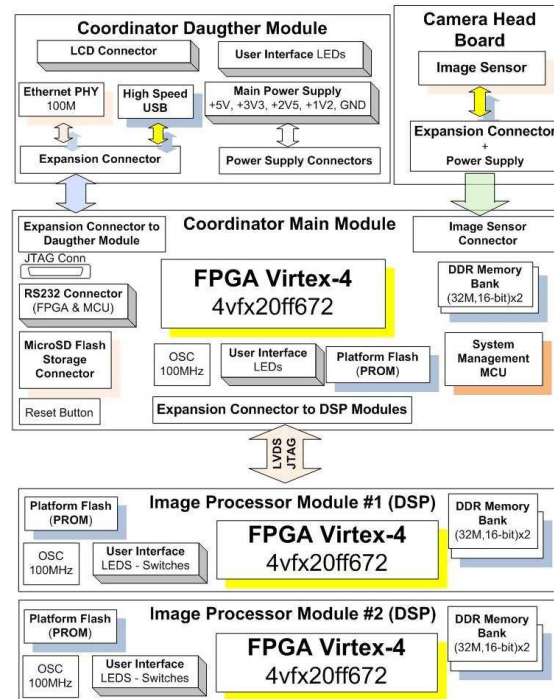 Coordinator Daugther Module
LCD Connector
User Interface LEDs
Ethernet PHY
100M
High Speed
USB
Main Power Supply
+5V, +3V3, +2V5, +1V2, GND
Expansion Connector
Power Supply Connectors
Camera Head
Board
Image Sensor
Expansion Connector
+
Power Supply
Expansion Connector to
Daugther Module
Coordinator Main Module
Image Sensor
Connector
JTAG Conn
RS232 Connector
(FPGA & MCU)
FPGA Virtex-4
4vfx20ff672
DDR Memory
Bank
(32M,16-bit)x2
MicroSD Flash
Storage
Connector
OSC
100MHz
User Interface
LEDs
Platform Flash
(PROM)
System
Management
MCU
Reset Button
Expansion Connector to DSP Modules
LVDS
JTAG
Image Processor Module #1 (DSP)
Platform Flash
(PROM)
OSC
100MHz
User Interface
LEDS - Switches
FPGA Virtex-4
4vfx20ff672
DDR Memory
Bank
(32M,16-bit)x2
Image Processor Module #2 (DSP)
Platform Flash
(PROM)
OSC
100MHz
User Interface
LEDS - Switches
FPGA Virtex-4
4vfx20ff672
DDR Memory
Bank
(32M,16-bit)x2